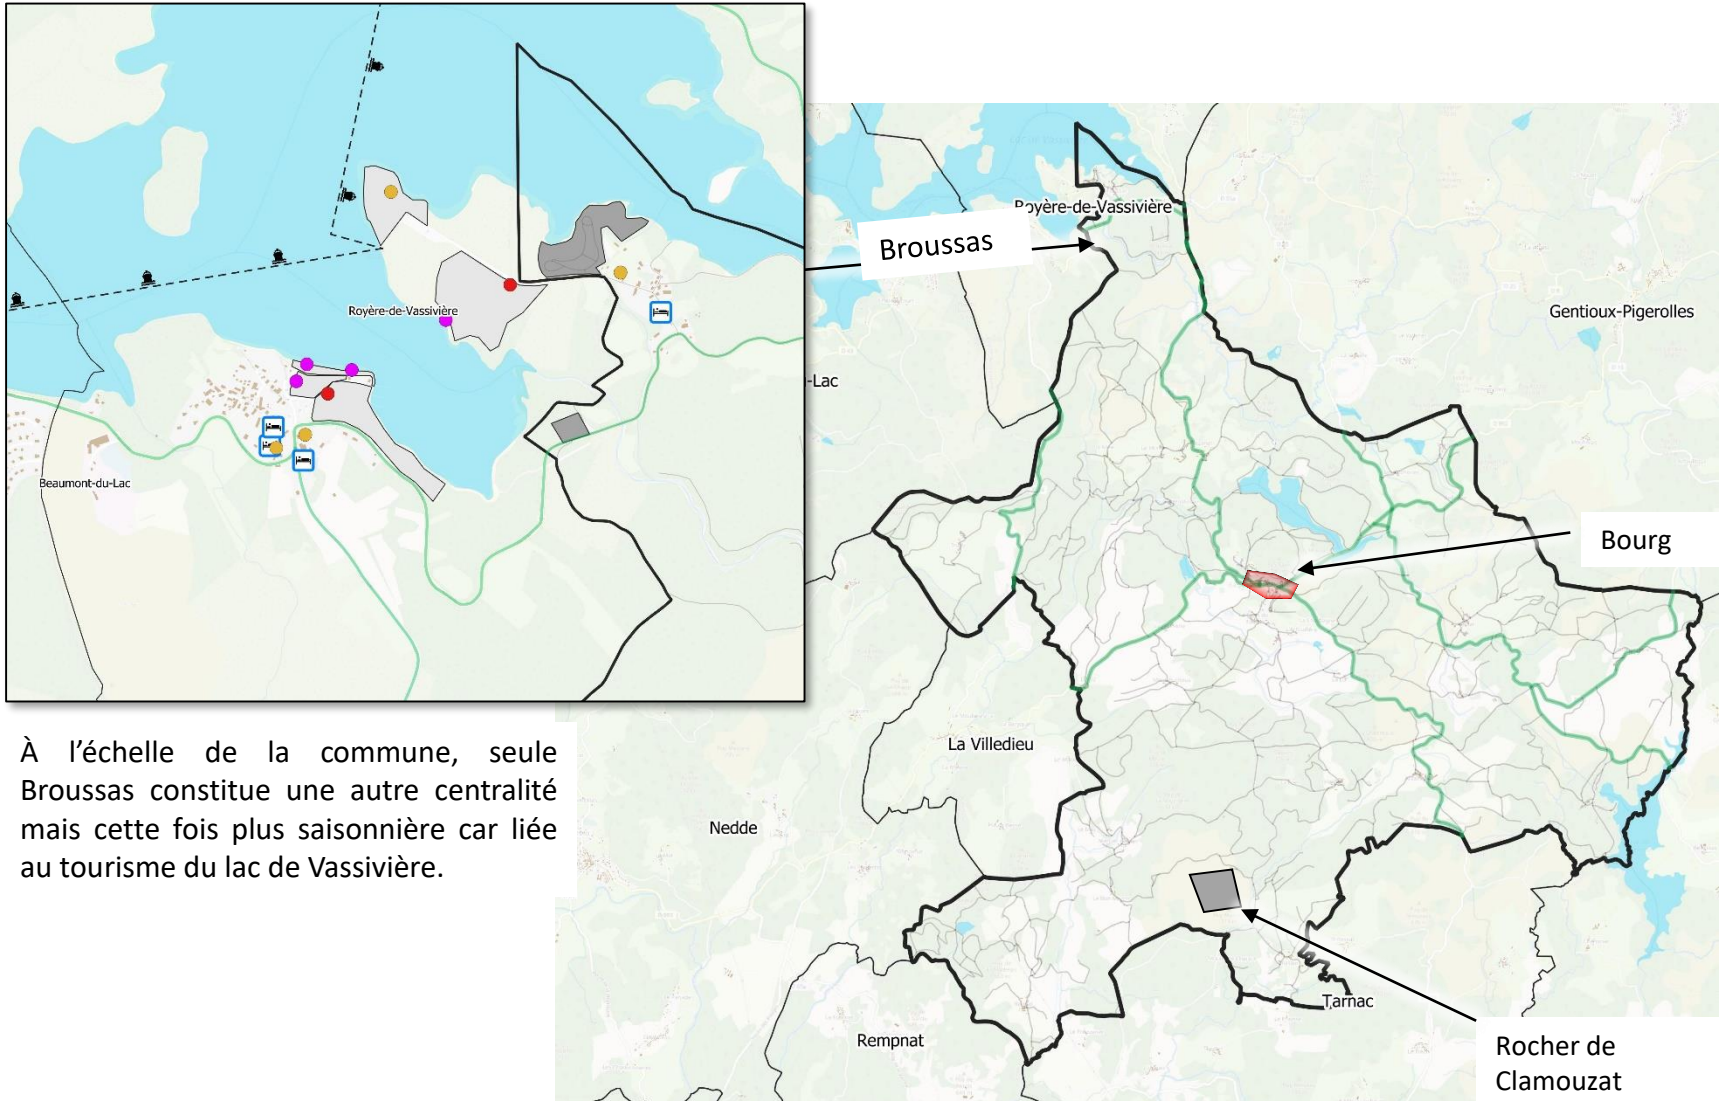 Royère-de-Vassivière
Beaumont-du-Lac
Royère-de-Vassivière
Broussas
Gentioux-Pigerolles
-Lac
Bourg
La Villedieu
Nedde
Tarnac
Rempnat
Rocher de
Clamouzat
À l’échelle de la commune, seule
Broussas constitue une autre centralité
mais cette fois plus saisonnière car liée
au tourisme du lac de Vassivière.